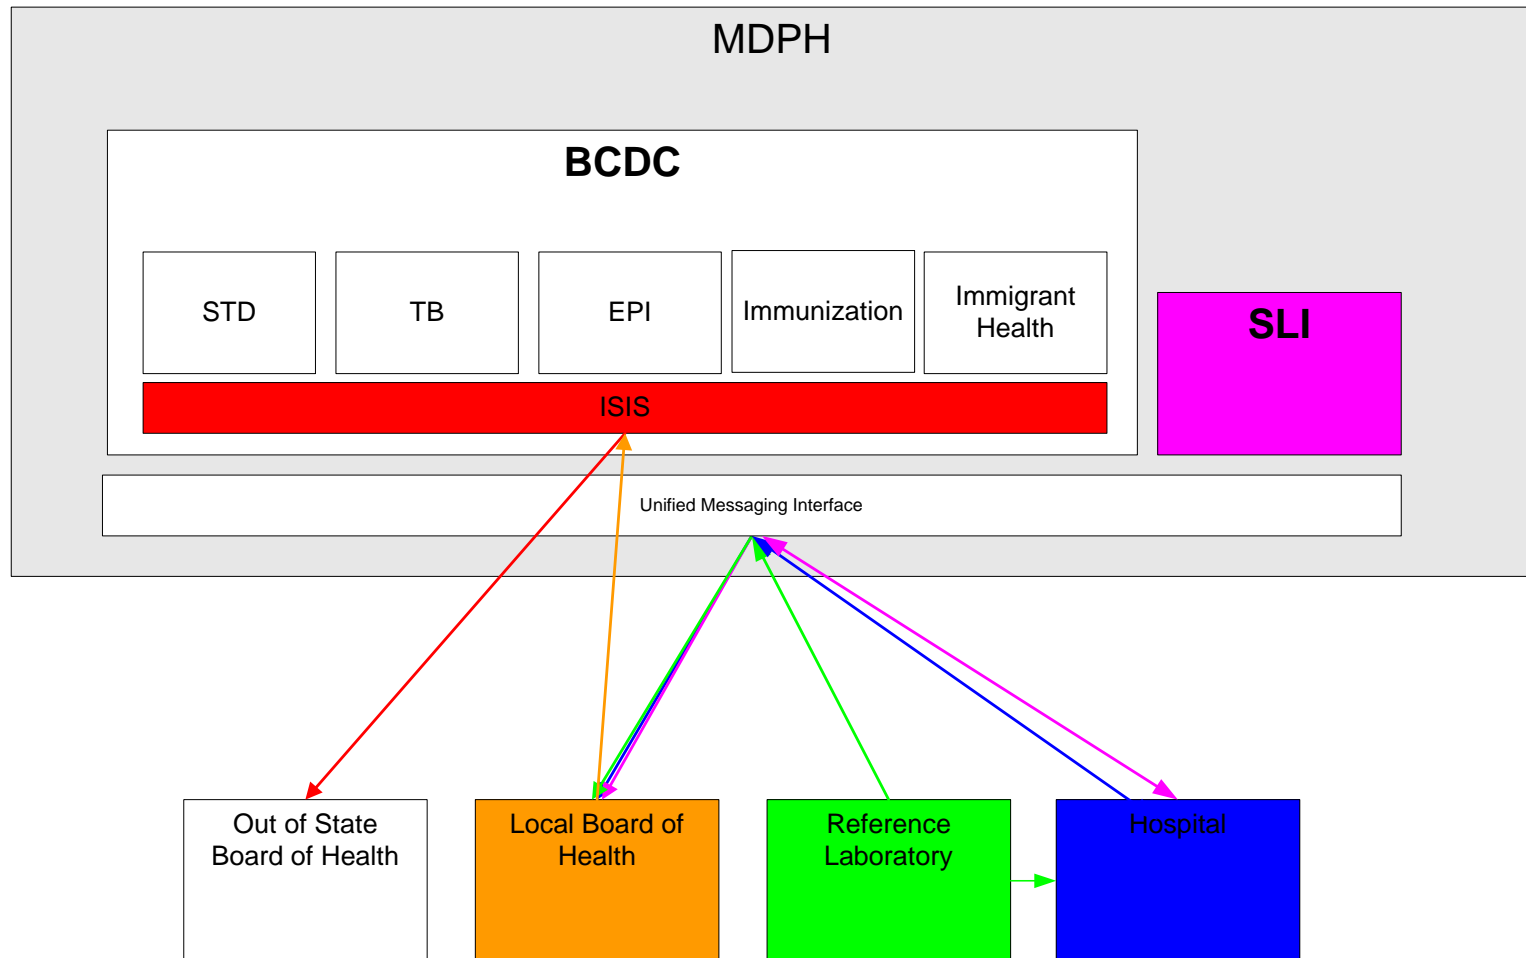 MDPH
BCDC
STD
TB
EPI
Immunization
Immigrant
Health
SLI
ISIS
Unified Messaging Interface
Out of State
Board of Health
Local Board of
Health
Reference
Laboratory
Hospital